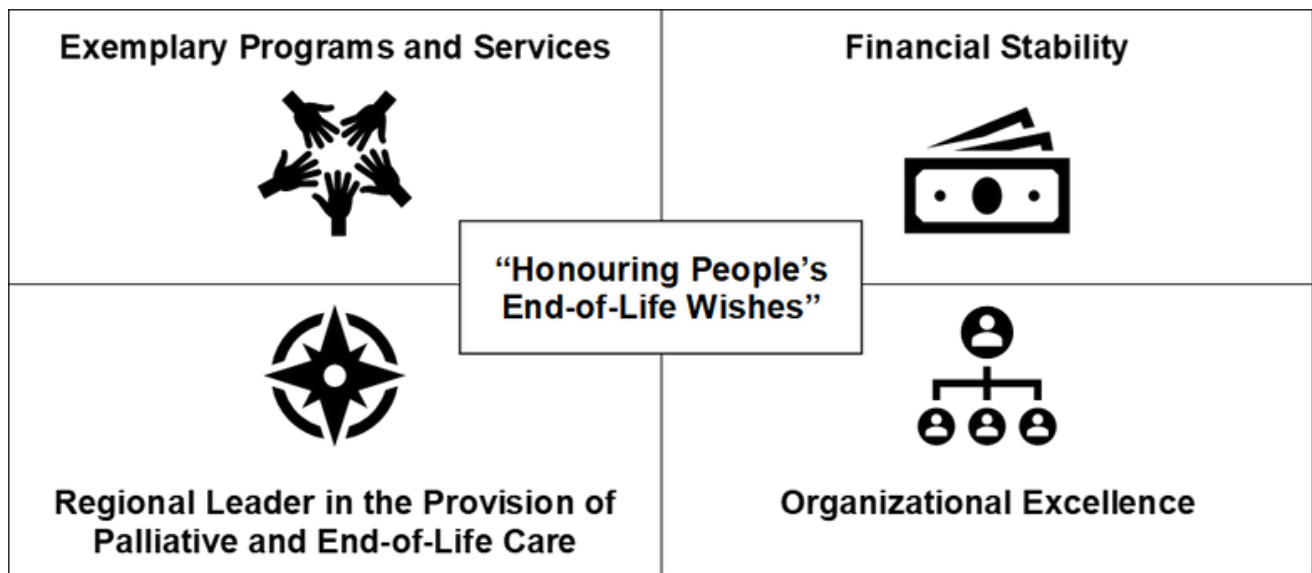 Exemplary Programs and Services
Financial Stability
“Honouring People’s
End-of-Life Wishes”
Regional Leader in the Provision of
Palliative and End-of-Life Care
Organizational Excellence